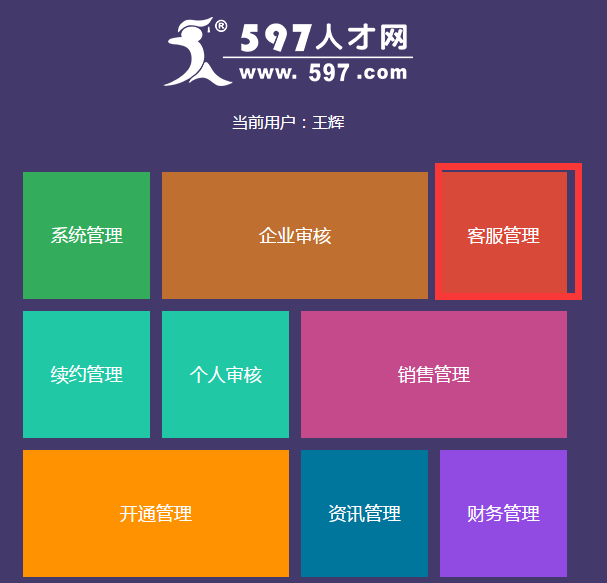 ®
597人才网
www.597.com
当前用户：王辉
系统管理
企业审核
客服管理
续约管理
个人审核
销售管理
开通管理
资讯管理
财务管理